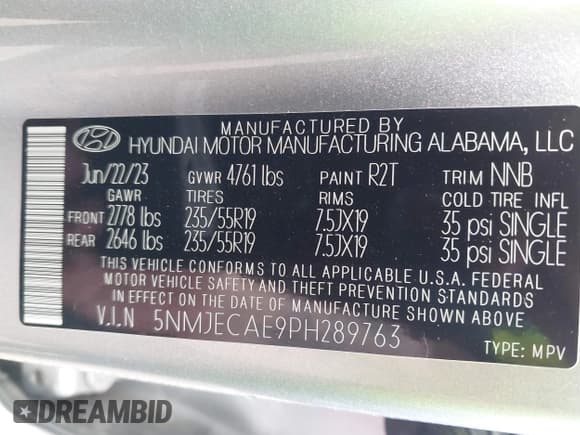 MANUFACTURED BY
HYUNDAI MOTOR MANUFACTURING ALABAMA, LLC
Jun/22/23 GVWR 4761 lbs PAINT R2T TRIM NNB
GAWR TIRES RIMS COLD TIRE INFL
FRONT 2778 lbs 235/55R19 7.5JX19 35 psi SINGLE
REAR 2646 lbs 235/55R19 7.5JX19 35 psi SINGLE
THIS VEHICLE CONFORMS TO ALL APPLICABLE U.S.A. FEDERAL
MOTOR VEHICLE SAFETY AND THEFT PREVENTION STANDARDS
IN EFFECT ON THE DATE OF MANUFACTURE SHOWN ABOVE
V.I.N 5NMJECAE9PH289763
TYPE: MPV
DREAMBID